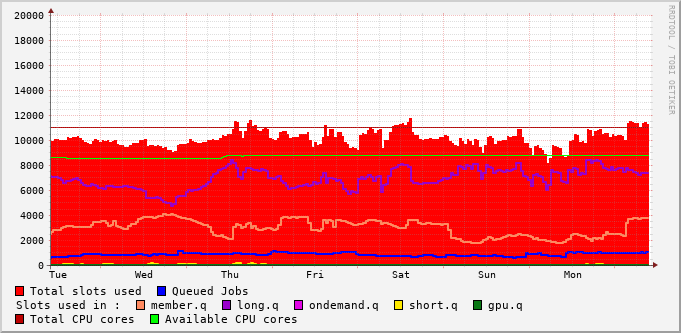 20000
18000
16000
14000
12000
10000
8000
6000
4000
2000
0
Tue Wed Thu Fri Sat Sun Mon
RRDTOOL / TOBI OETIKER
Total slots used Queued Jobs
Slots used in : member.q long.q ondemand.q short.q gpu.q
Total CPU cores Available CPU cores